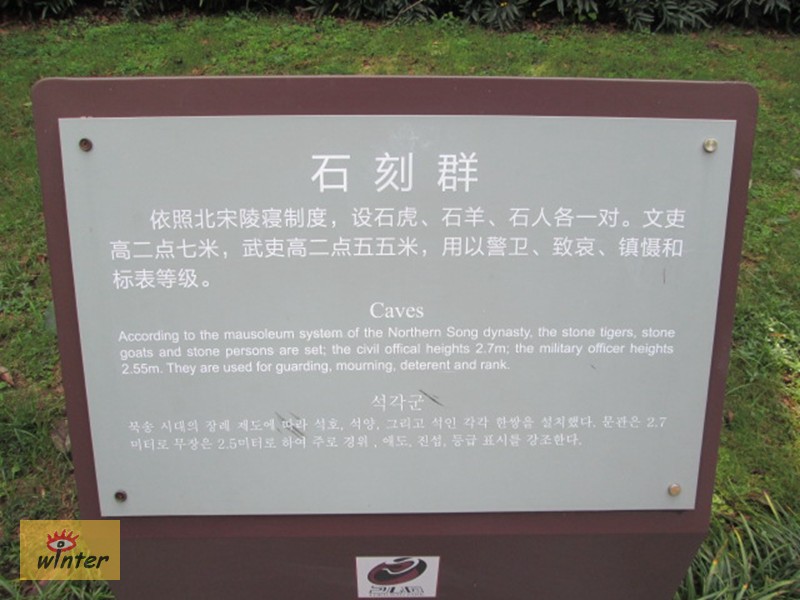 石刻群
依照北宋陵寝制度，设石虎、石羊、石人各一对。文吏
高二点七米，武吏高二点五五米，用以警卫、致哀、镇慑和
标表等级。
Caves
According to the mausoleum system of the Northern Song dynasty, the stone tigers, stone
goats and stone persons are set; the civil offical heights 2.7m; the military officer heights
2.55m. They are used for guarding, mourning, deterent and rank.
석각군
북송 시대의 장례 제도에 따라 석호, 석양, 그리고 석인 각각 한쌍을 설치했다. 문관은 2.7
미터로 무장은 2.5미터로 하여 주로 경위 , 애도, 진섭, 등급 표시를 강조한다.
winter